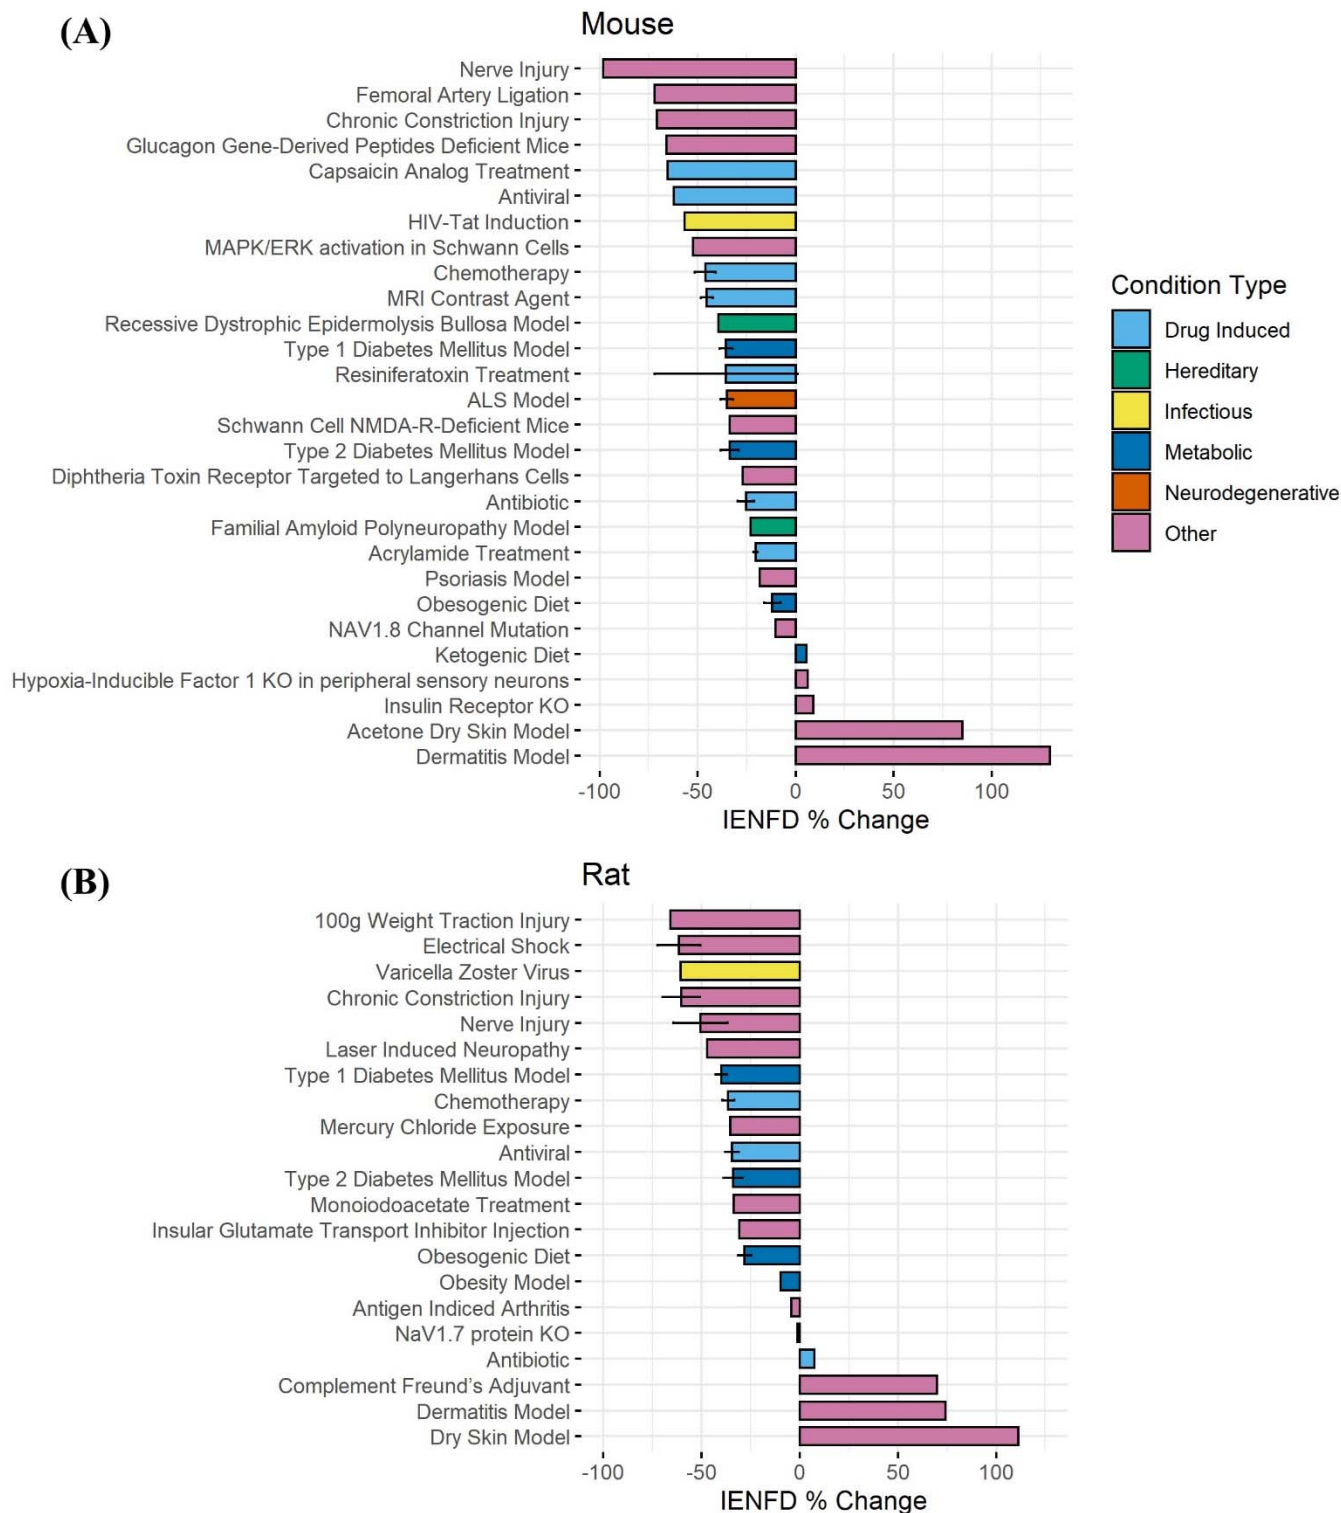 (A)
Mouse
Nerve Injury
Femoral Artery Ligation
Chronic Constriction Injury
Glucagon Gene-Derived Peptides Deficient Mice
Capsaicin Analog Treatment
Antiviral
HIV-Tat Induction
MAPK/ERK activation in Schwann Cells
Chemotherapy
MRI Contrast Agent
Recessive Dystrophic Epidermolysis Bullosa Model
Type 1 Diabetes Mellitus Model
Resiniferatoxin Treatment
ALS Model
Schwann Cell NMDA-R-Deficient Mice
Type 2 Diabetes Mellitus Model
Diphtheria Toxin Receptor Targeted to Langerhans Cells
Antibiotic
Familial Amyloid Polyneuropathy Model
Acrylamide Treatment
Psoriasis Model
Obesogenic Diet
NAV1.8 Channel Mutation
Ketogenic Diet
Hypoxia-Inducible Factor 1 KO in peripheral sensory neurons
Insulin Receptor KO
Acetone Dry Skin Model
Dermatitis Model
-100 -50 0 50 100
IENFD % Change
Condition Type
Drug Induced
Hereditary
Infectious
Metabolic
Neurodegenerative
Other
(B)
Rat
100g Weight Traction Injury
Electrical Shock
Varicella Zoster Virus
Chronic Constriction Injury
Nerve Injury
Laser Induced Neuropathy
Type 1 Diabetes Mellitus Model
Chemotherapy
Mercury Chloride Exposure
Antiviral
Type 2 Diabetes Mellitus Model
Monoiodoacetate Treatment
Insular Glutamate Transport Inhibitor Injection
Obesogenic Diet
Obesity Model
Antigen Indiced Arthritis
NaV1.7 protein KO
Antibiotic
Complement Freund's Adjuvant
Dermatitis Model
Dry Skin Model
-100 -50 0 50 100
IENFD % Change